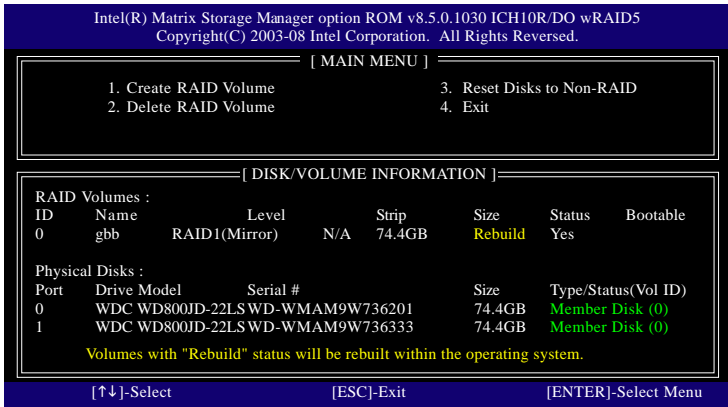 Intel(R) Matrix Storage Manager option ROM v8.5.0.1030 ICH10R/DO wRAID5
Copyright(C) 2003-08 Intel Corporation. All Rights Reversed.
[ MAIN MENU ]
1. Create RAID Volume 3. Reset Disks to Non-RAID
2. Delete RAID Volume 4. Exit
[ DISK/VOLUME INFORMATION ]
RAID Volumes :
ID Name Level Strip Size Status Bootable
0 gbb RAID1(Mirror) N/A 74.4GB Rebuild Yes
Physical Disks :
Port Drive Model Serial # Size Type/Status(Vol ID)
0 WDC WD800JD-22LS WD-WMAM9W736201 74.4GB Member Disk (0)
1 WDC WD800JD-22LS WD-WMAM9W736333 74.4GB Member Disk (0)
Volumes with "Rebuild" status will be rebuilt within the operating system.
[↑↓]-Select [ESC]-Exit [ENTER]-Select Menu